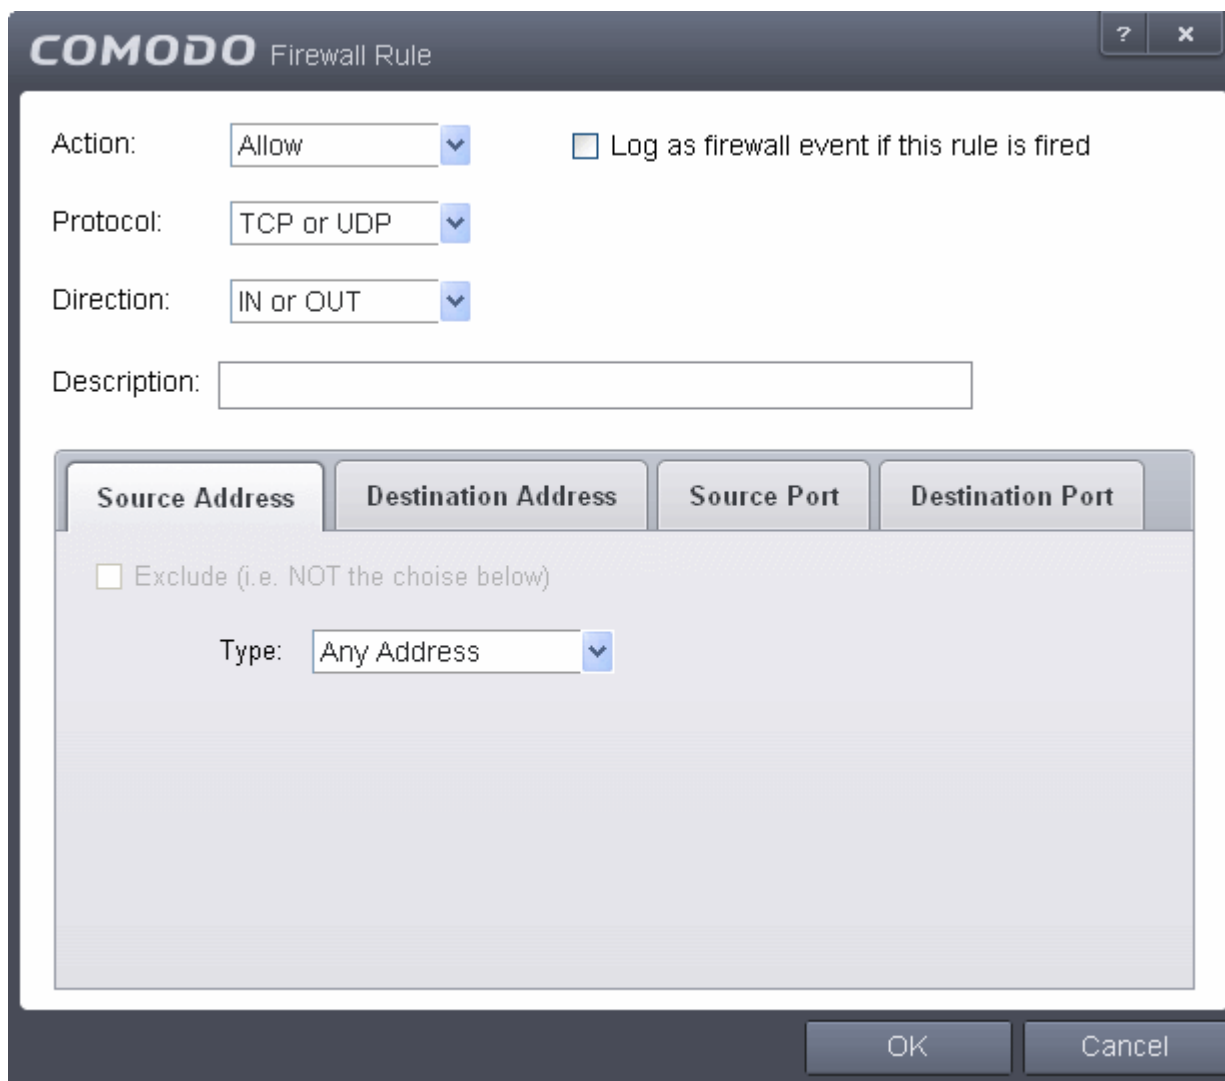 COMODO Firewall Rule ? x
Action: Allow Log as firewall event if this rule is fired
Protocol: TCP or UDP
Direction: IN or OUT
Description:
Source Address Destination Address Source Port Destination Port
Exclude (i.e. NOT the choise below)
Type: Any Address
OK Cancel